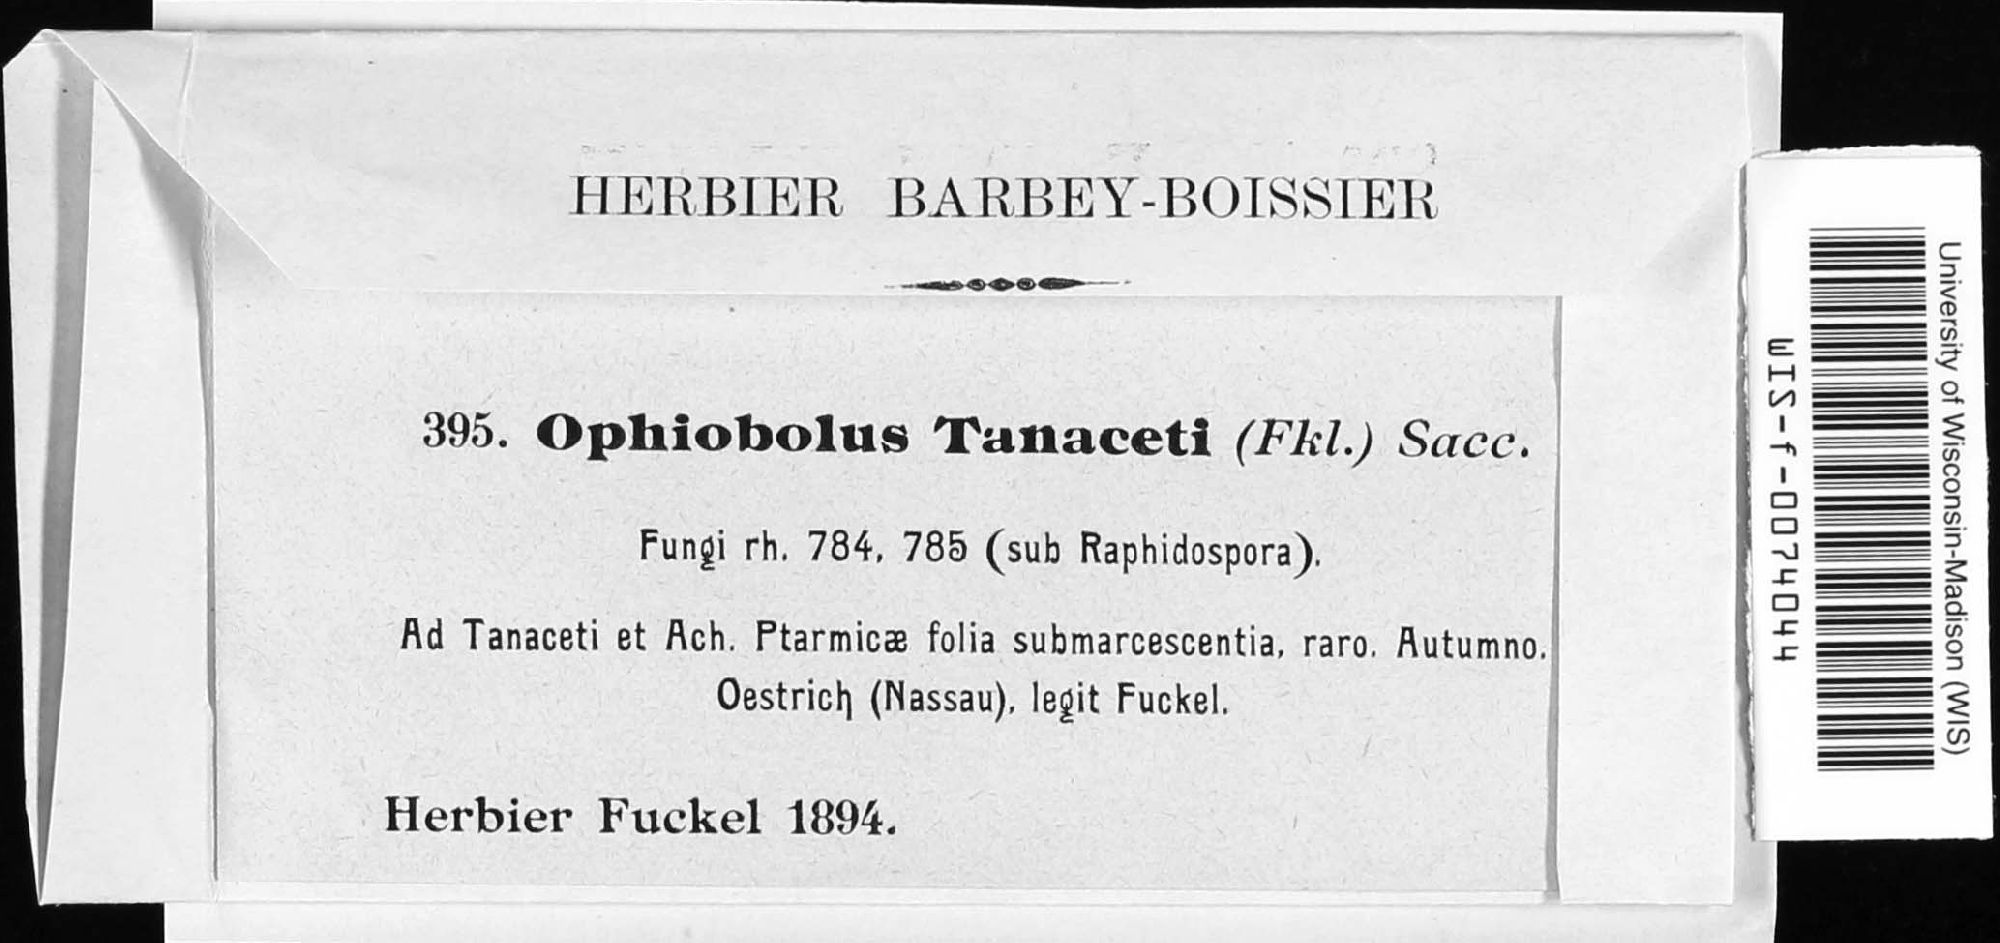 HERBIER BARBEY-BOISSIER
395. Ophiobolus Tanaceti (Fkl.) Sacc.
Fungi rh. 784, 785 (sub Raphidospora).
Ad Tanaceti et Ach. Ptarmicæ folia submarcescentia, raro. Autumno.
Oestrich (Nassau), legit Fuckel.
Herbier Fuckel 1894.
University of Wisconsin-Madison (WIS)
WIS-f-0074044